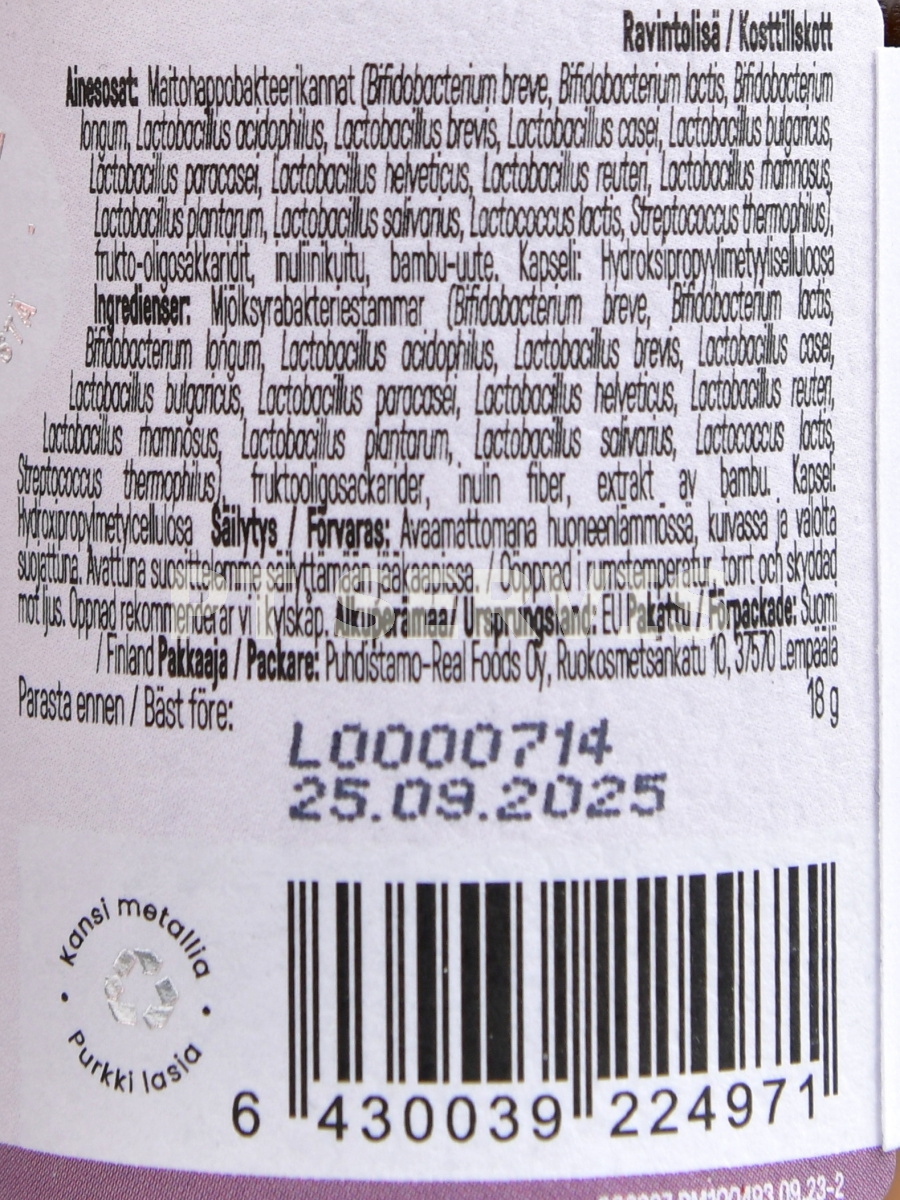 Ravintolisä / Kosttillskott
Ainesosat: Maitohappobakteerikannat (Bifidobacterium breve, Bifidobacterium lactis, Bifidobacterium
longum, Lactobacillus acidophilus, Lactobacillus brevis, Lactobacillus casei, Lactobacillus bulgaricus,
Lactobacillus paracasei, Lactobacillus helveticus, Lactobacillus reuteri, Lactobacillus rhamnosus,
Lactobacillus plantarum, Lactobacillus salivarius, Lactococcus lactis, Streptococcus thermophilus),
frukto-oligosakkaridit, inuliinikuitu, bambu-uute. Kapseli: Hydroksipropyylimetyyliselluloosa
Ingredienser: Mjölksyrabakteriestammar (Bifidobacterium breve, Bifidobacterium lactis,
Bifidobacterium longum, Lactobacillus acidophilus, Lactobacillus brevis, Lactobacillus casei,
Lactobacillus bulgaricus, Lactobacillus paracasei, Lactobacillus helveticus, Lactobacillus reuteri,
Lactobacillus rhamnosus, Lactobacillus plantarum, Lactobacillus salivarius, Lactococcus lactis,
Streptococcus thermophilus), fruktooligosackarider, inulin fiber, extrakt av bambu. Kapsel:
Hydroxipropylmetylcellulosa Säilytys / Förvaras: Avaamattomana huoneenlämmössä, kuivassa ja valolta
suojattuna. Avattuna suosittelemme säilyttämään jääkaapissa. / Oöppnad i rumstemperatur, torrt och skyddad
mot ljus. Öppnad rekommenderar vi i kylskåp. Alkuperämaa/ Ursprungsland: EU Pakattu / Förpackade: Suomi
/ Finland Pakkaaja / Packare: Puhdistamo-Real Foods Oy, Ruokosmetsänkatu 10, 37570 Lempäälä
Parasta ennen / Bäst före: 18 g
L0000714
25.09.2025
Kansi metallia
Purkki lasia
6 430039 224971